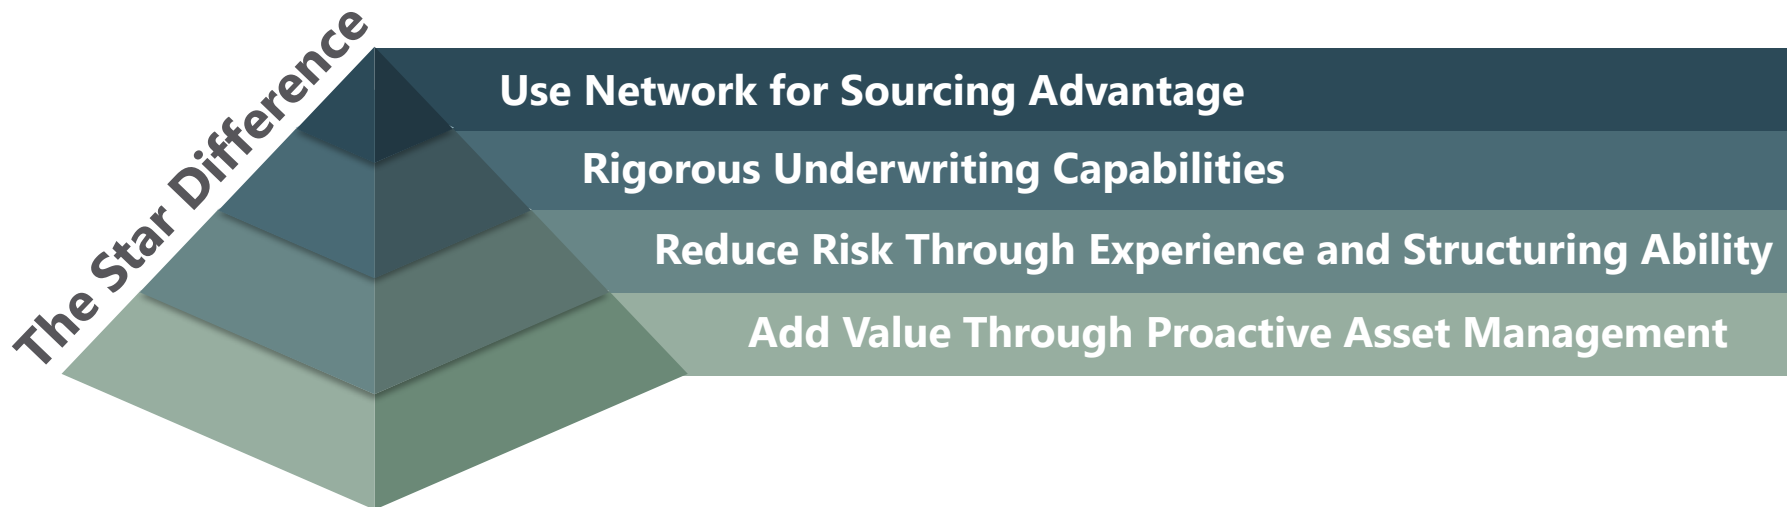 The Star Difference
Use Network for Sourcing Advantage
Rigorous Underwriting Capabilities
Reduce Risk Through Experience and Structuring Ability
Add Value Through Proactive Asset Management